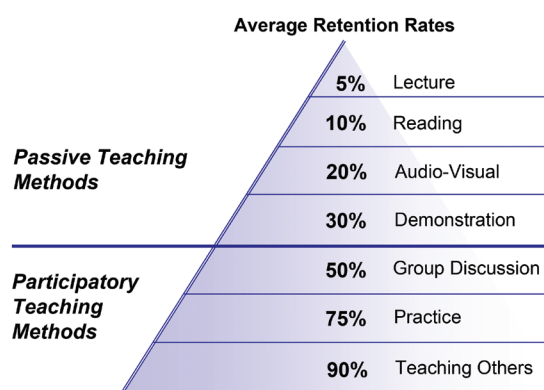 Average Retention Rates
5% Lecture
10% Reading
Passive Teaching
Methods
20% Audio-Visual
30% Demonstration
50% Group Discussion
Participatory
Teaching
Methods
75% Practice
90% Teaching Others